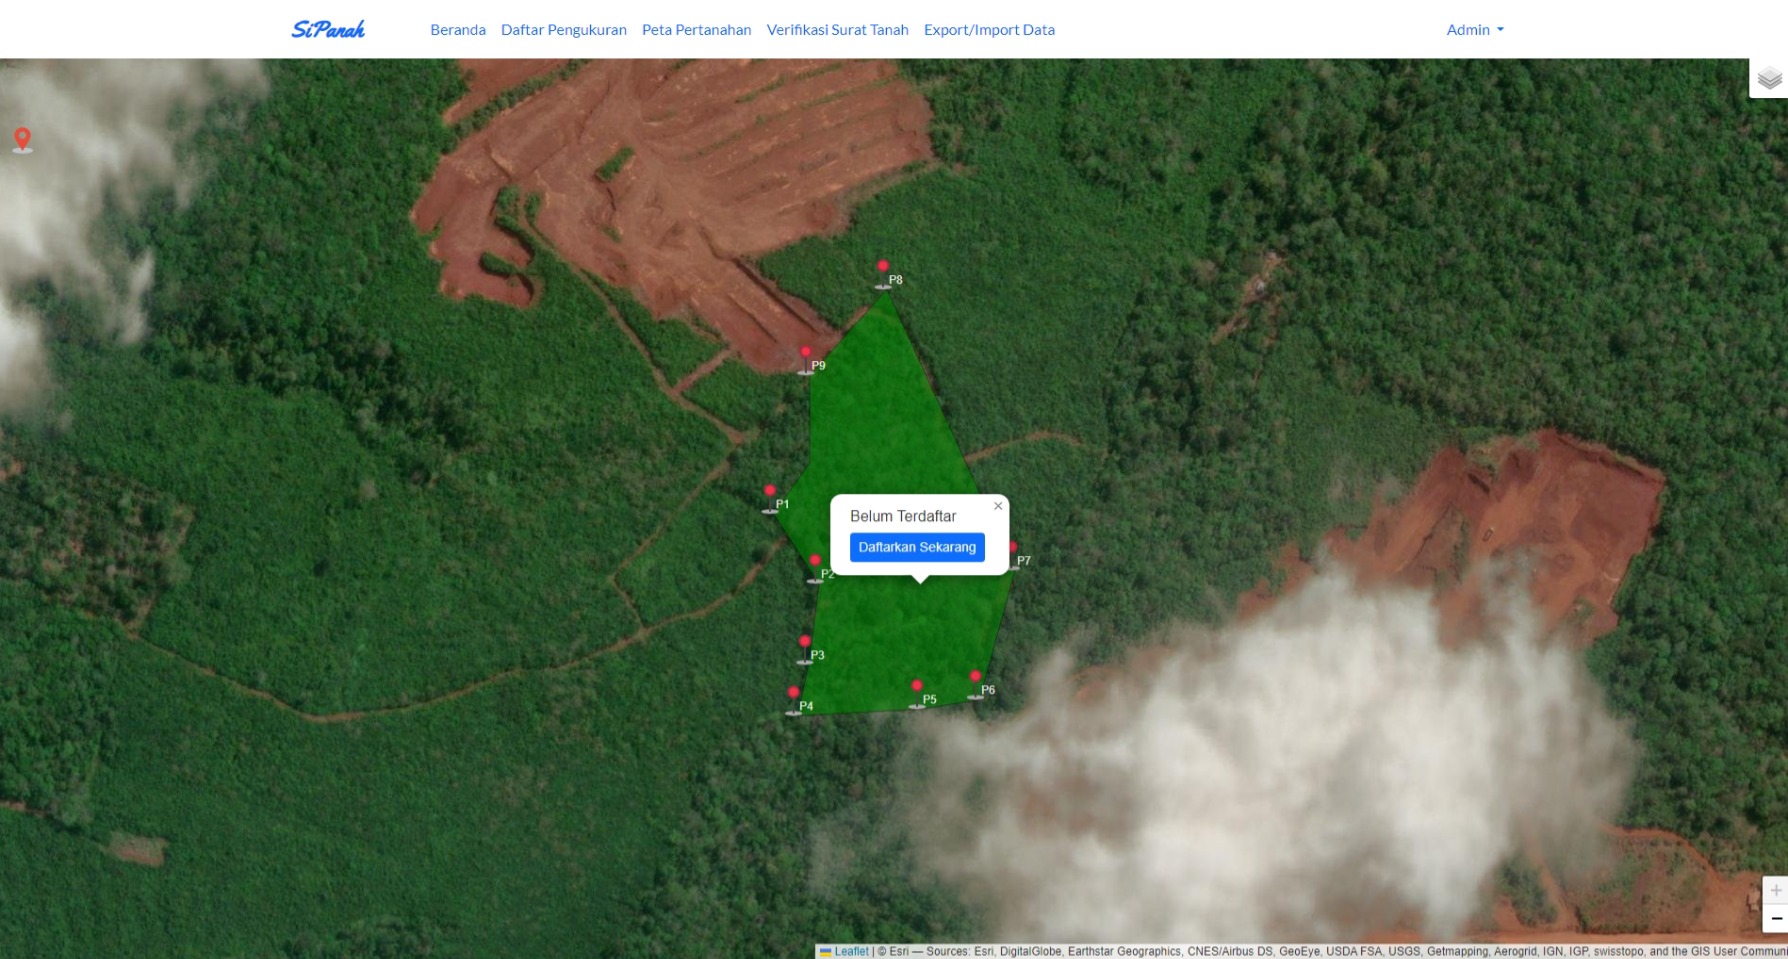 SiPanah
Beranda
Daftar Pengukuran
Peta Pertanahan
Verifikasi Surat Tanah
Export/Import Data
Admin
P8
P9
P1
Belum Terdaftar
×
Daftarkan Sekarang
P7
P2
P3
P6
P5
P4
+
−
Leaflet | © Esri — Sources: Esri, DigitalGlobe, Earthstar Geographics, CNES/Airbus DS, GeoEye, USDA FSA, USGS, Getmapping, Aerogrid, IGN, IGP, swisstopo, and the GIS User Communi